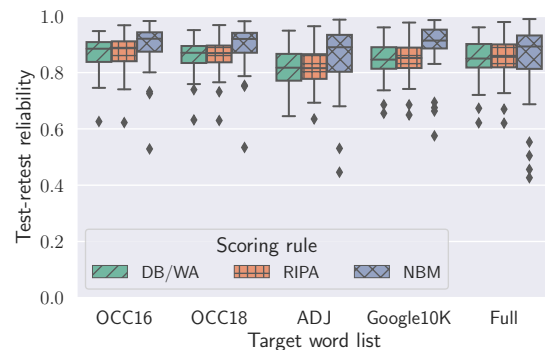 Test-retest reliability
1.0
0.8
0.6
0.4
0.2
0.0
Scoring rule
DB/WA RIPA NBM
OCC16 OCC18 ADJ Google10K Full
Target word list